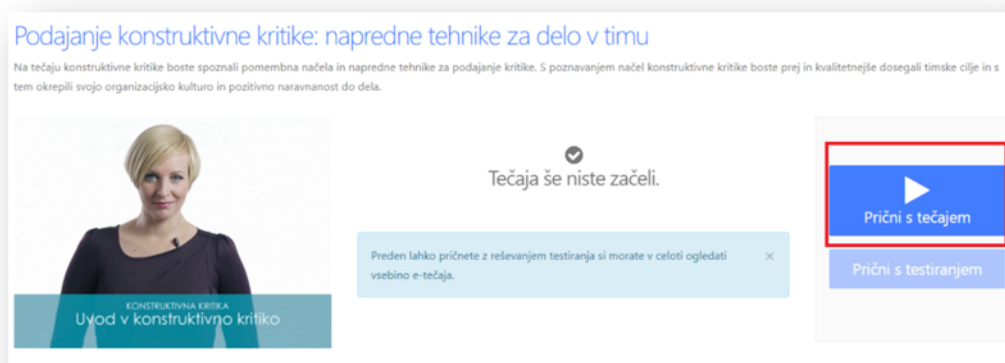 Podajanje konstruktivne kritike: napredne tehnike za delo v timu
Na tečaju konstruktivne kritike boste spoznali pomembna načela in napredne tehnike za podajanje kritike. S poznavanjem načel konstruktivne kritike boste prej in kvalitetnejše dosegali timske cilje in s
tem okrepili svojo organizacijsko kulturo in pozitivno naravnanost do dela.
Tečaja še niste začeli.
Preden lahko pričnete z reševanjem testiranja si morate v celoti ogledati
vsebino e-tečaja.
×
KONSTRUKTIVNA KRITIKA
Uvod v konstruktivno kritiko
Prični s tečajem
Prični s testiranjem